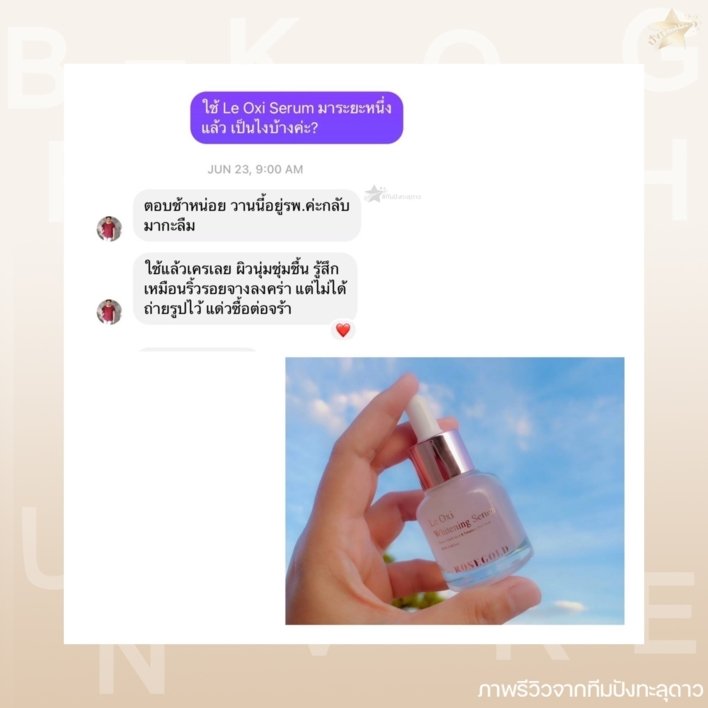 ใช้ Le Oxi Serum มาระยะหนึ่ง
แล้ว เป็นไงบ้างค่ะ?
JUN 23, 9:00 AM
ตอบช้าหน่อย วานนี้อยู่รพ.ค่ะกลับ
มากะลืม
ใช้แล้วเครเลย ผิวนุ่มชุ่มชื้น รู้สึก
เหมือนริ้วรอยจางลงคร่า แต่ไม่ได้
ถ่ายรูปไว้ แด่วซื้อต่อจร้า
Le Oxi
Whitening Serum
ROSEGOLD
ภาพรีวิวจากทีมปังทะลุดาว